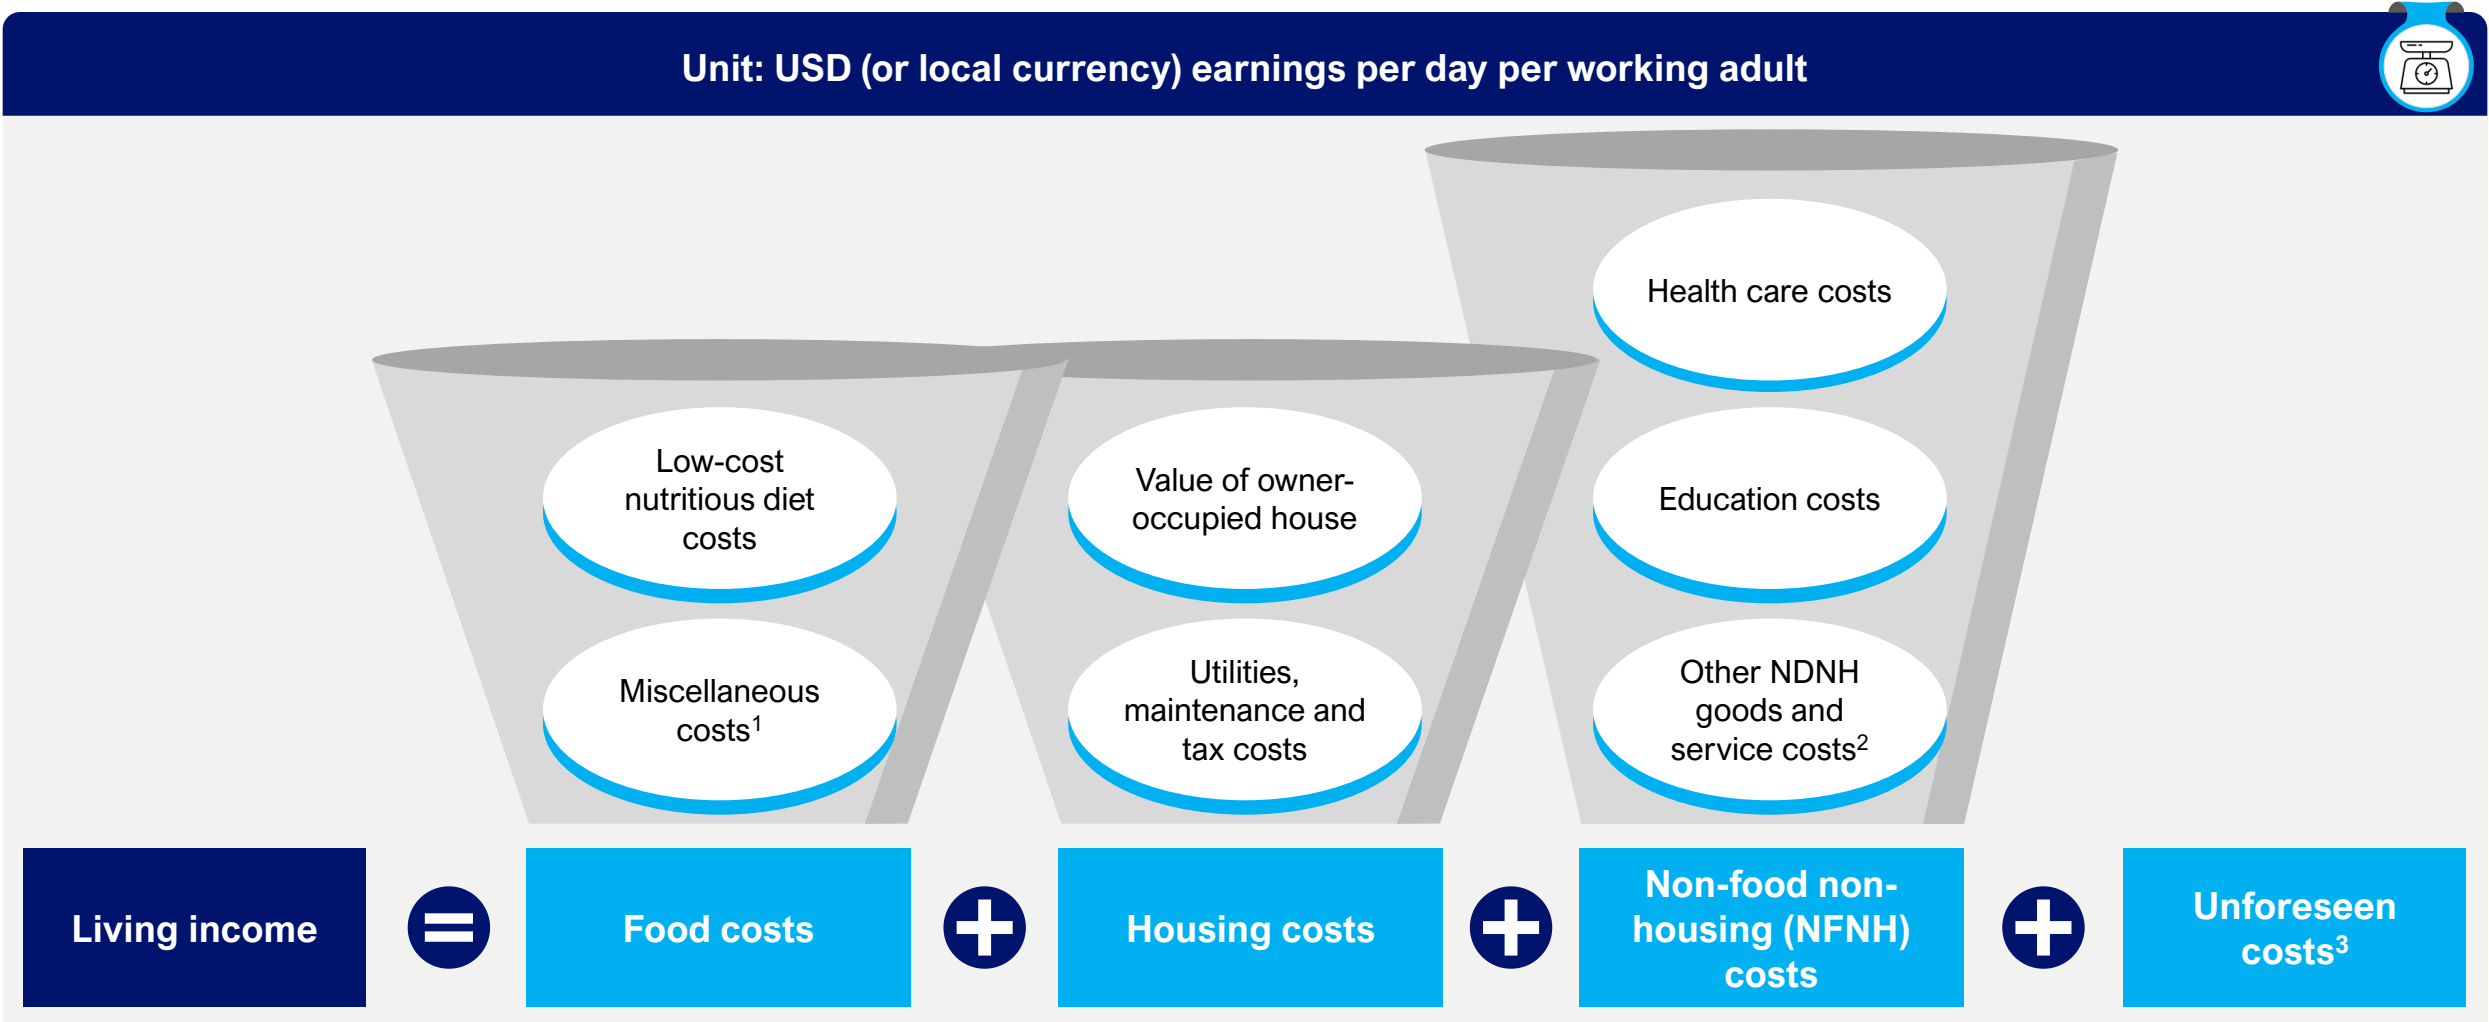 Unit: USD (or local currency) earnings per day per working adult
Low-cost
nutritious diet
costs
Miscellaneous
costs¹
Value of owner-
occupied house
Utilities,
maintenance and
tax costs
Health care costs
Education costs
Other NDNH
goods and
service costs²
Living income
=
Food costs
+
Housing costs
+
Non-food non-
housing (NFNH)
costs
+
Unforeseen
costs³